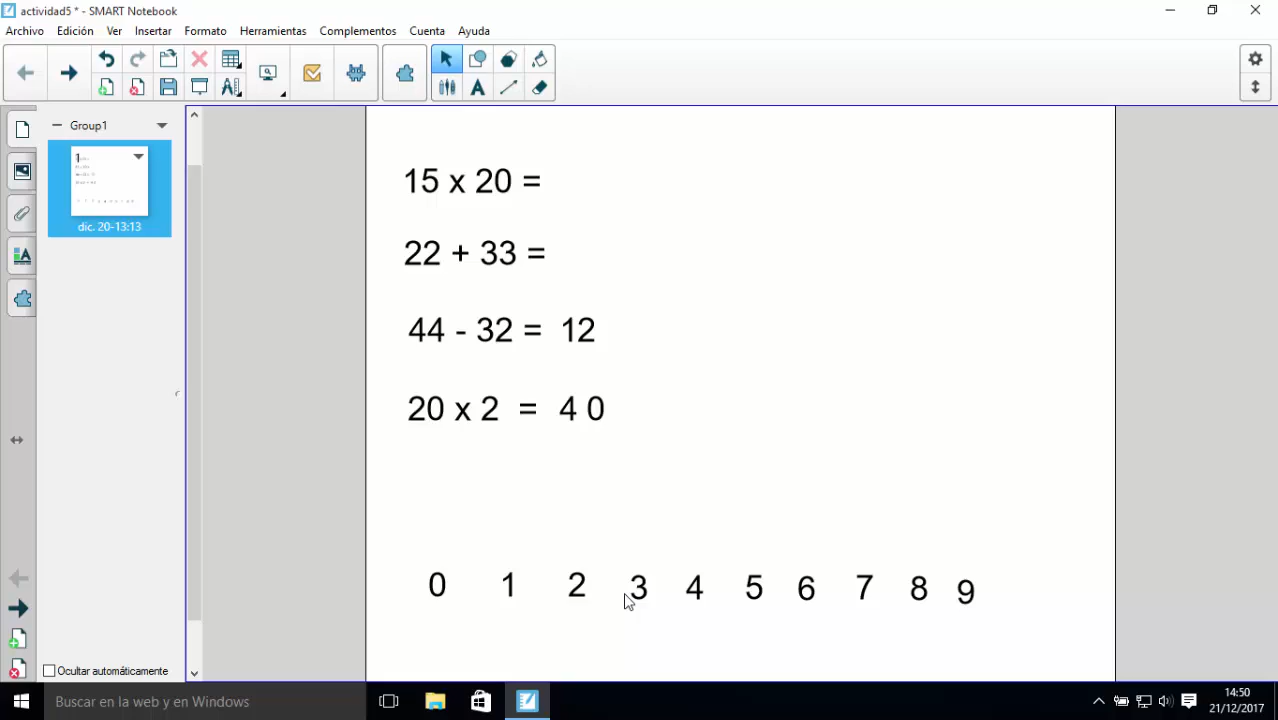 actividad5 * - SMART Notebook
Archivo Edición Ver Insertar Formato Herramientas Complementos Cuenta Ayuda
Group1
dic. 20-13:13
15 x 20 =
22 + 33 =
44 - 32 = 12
20 x 2 = 4 0
0 1 2 3 4 5 6 7 8 9
Ocultar automáticamente
Buscar en la web y en Windows
14:50
21/12/2017